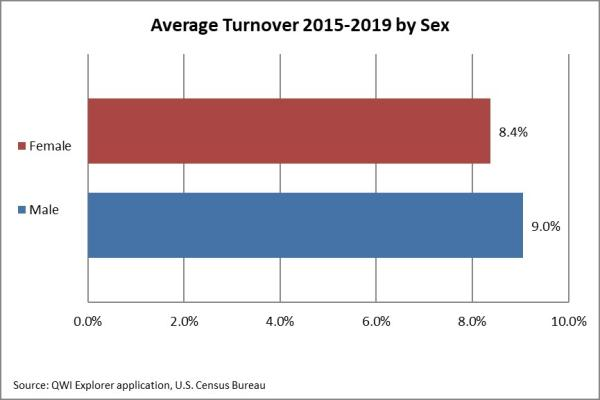 Average Turnover 2015-2019 by Sex
Female
8.4%
Male
9.0%
0.0% 2.0% 4.0% 6.0% 8.0% 10.0%
Source: QWI Explorer application, U.S. Census Bureau